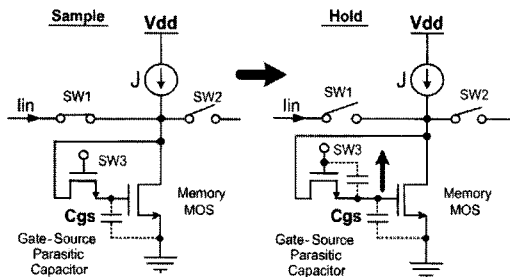 Sample
Vdd
J
Iin
SW1
SW2
SW3
Cgs
Memory
MOS
Gate-Source
Parasitic
Capacitor
Hold
Vdd
J
Iin
SW1
SW2
SW3
Cgs
Memory
MOS
Gate-Source
Parasitic
Capacitor